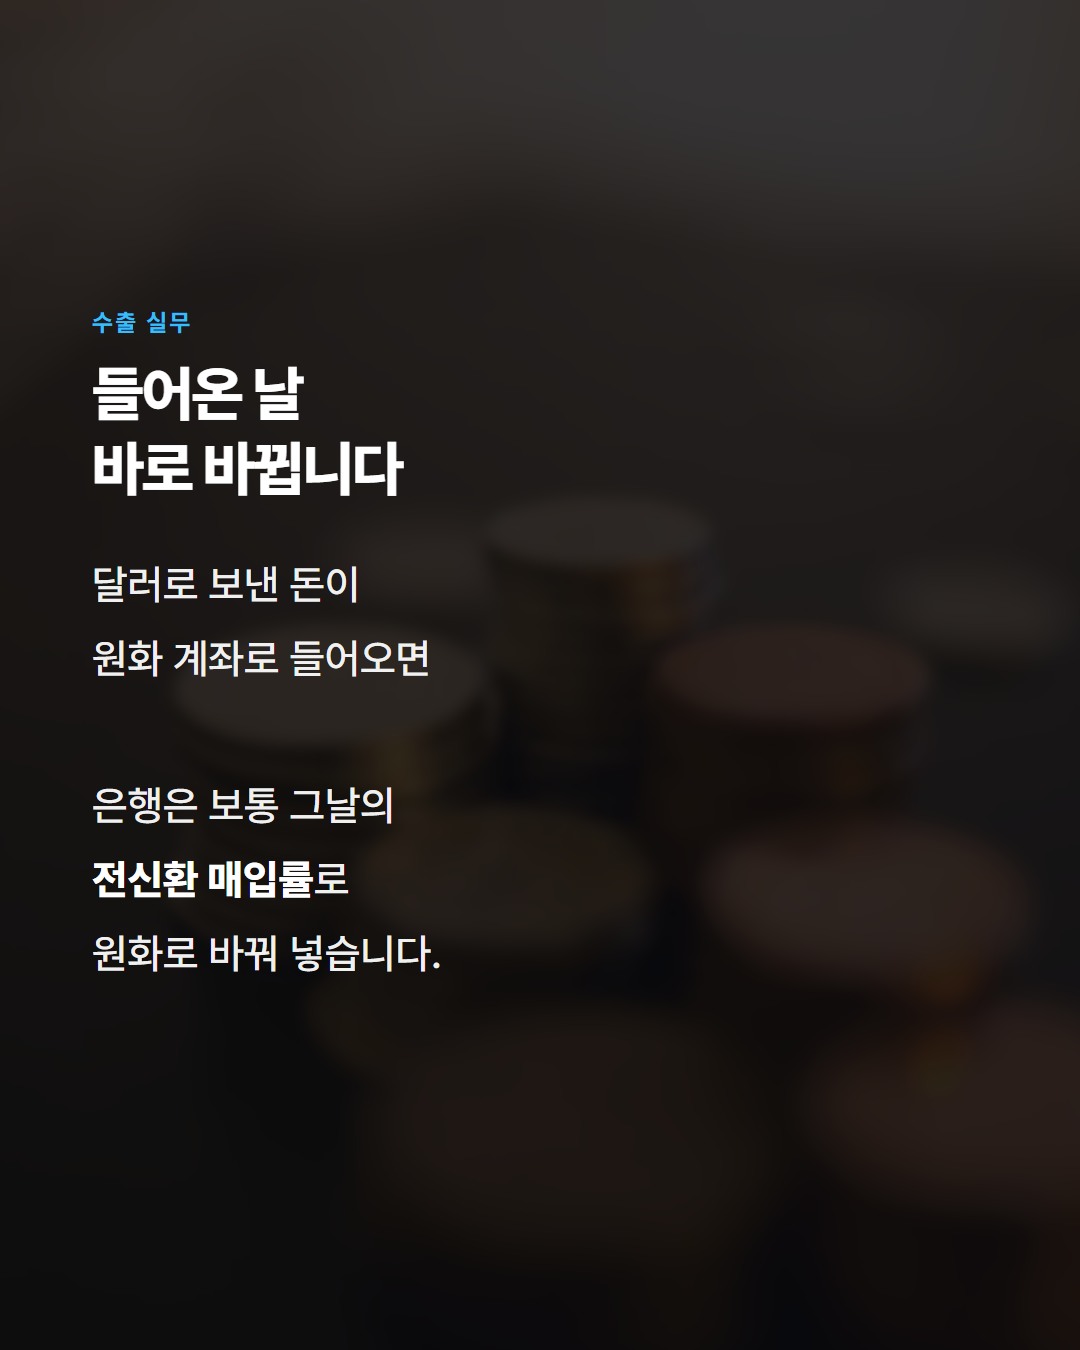 수출 실무
들어온 날
바로 바뀝니다
달러로 보낸 돈이
원화 계좌로 들어오면
은행은 보통 그날의
전신환 매입률로
원화로 바꿔 넣습니다.